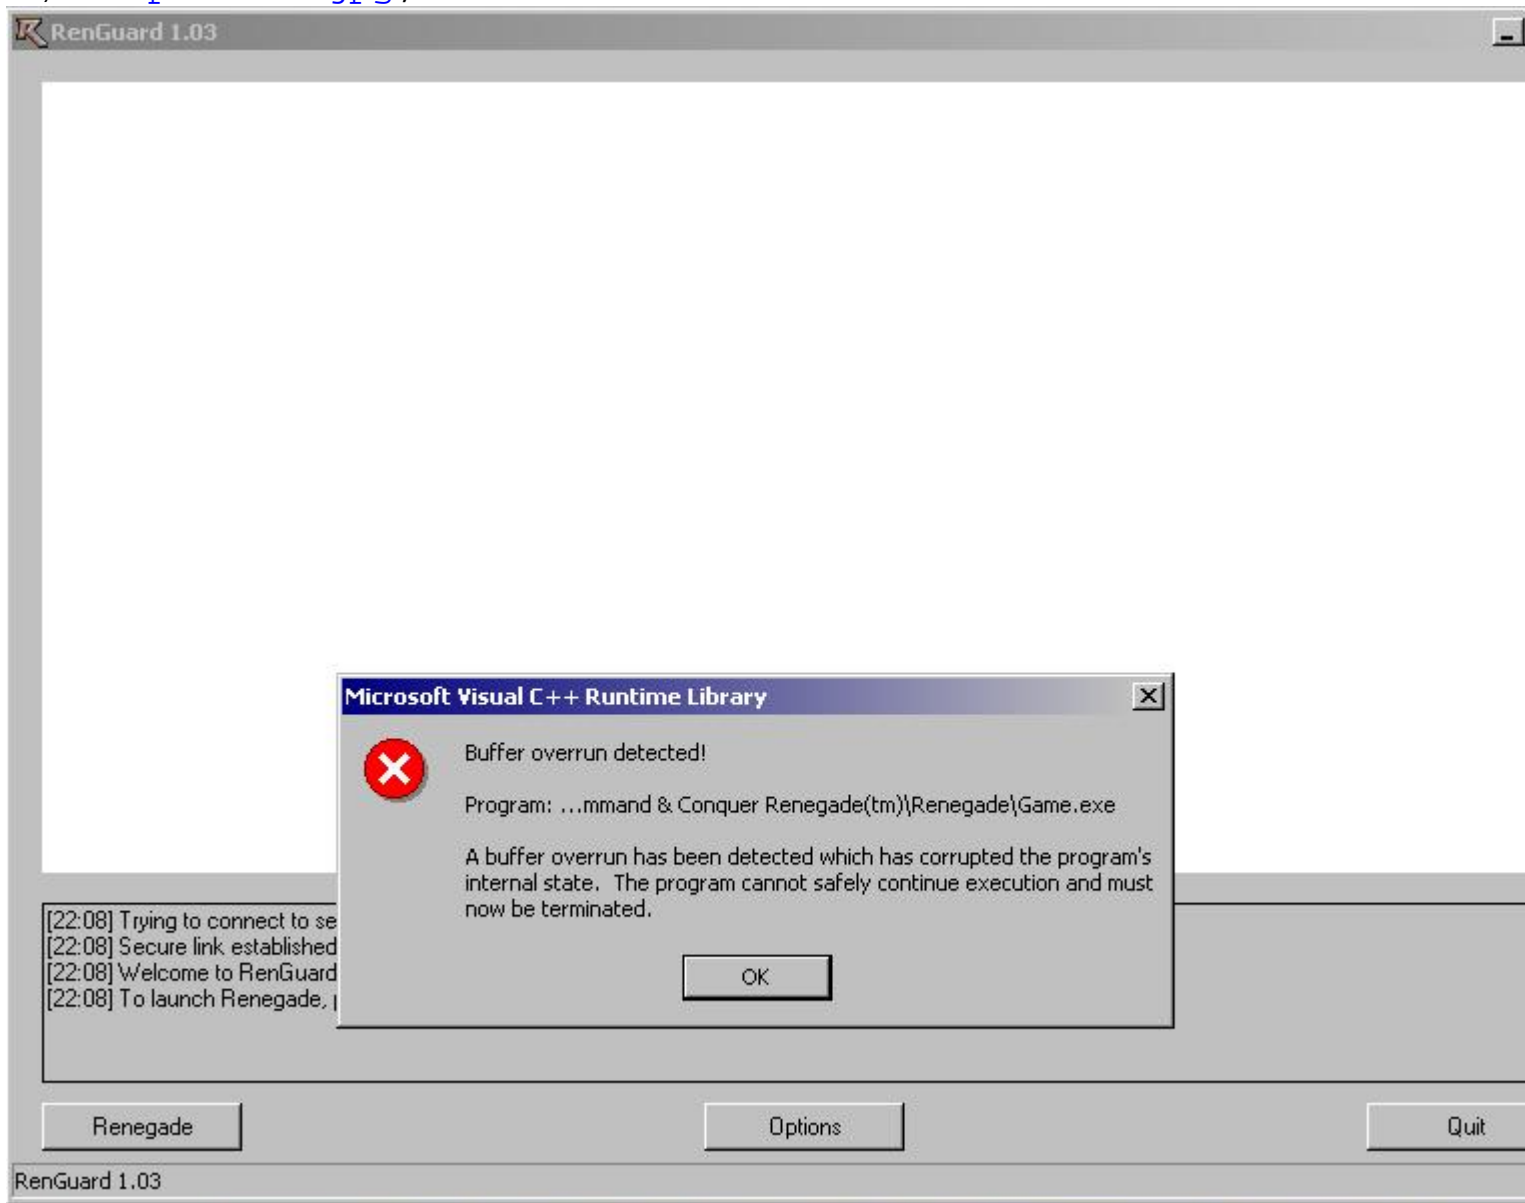 RenGuard 1.03
Microsoft Visual C++ Runtime Library
Buffer overrun detected!
Program: ...mmand & Conquer Renegade(tm)\Renegade\Game.exe
A buffer overrun has been detected which has corrupted the program's
internal state. The program cannot safely continue execution and must
now be terminated.
OK
[22:08] Trying to connect to se
[22:08] Secure link established
[22:08] Welcome to RenGuard
[22:08] To launch Renegade,
Renegade
Options
Quit
RenGuard 1.03